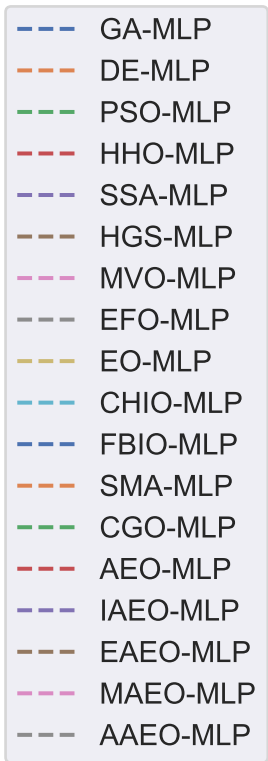 GA-MLP
DE-MLP
PSO-MLP
HHO-MLP
SSA-MLP
HGS-MLP
MVO-MLP
EFO-MLP
EO-MLP
CHIO-MLP
FBIO-MLP
SMA-MLP
CGO-MLP
AEO-MLP
IAEO-MLP
EAEO-MLP
MAEO-MLP
AAEO-MLP